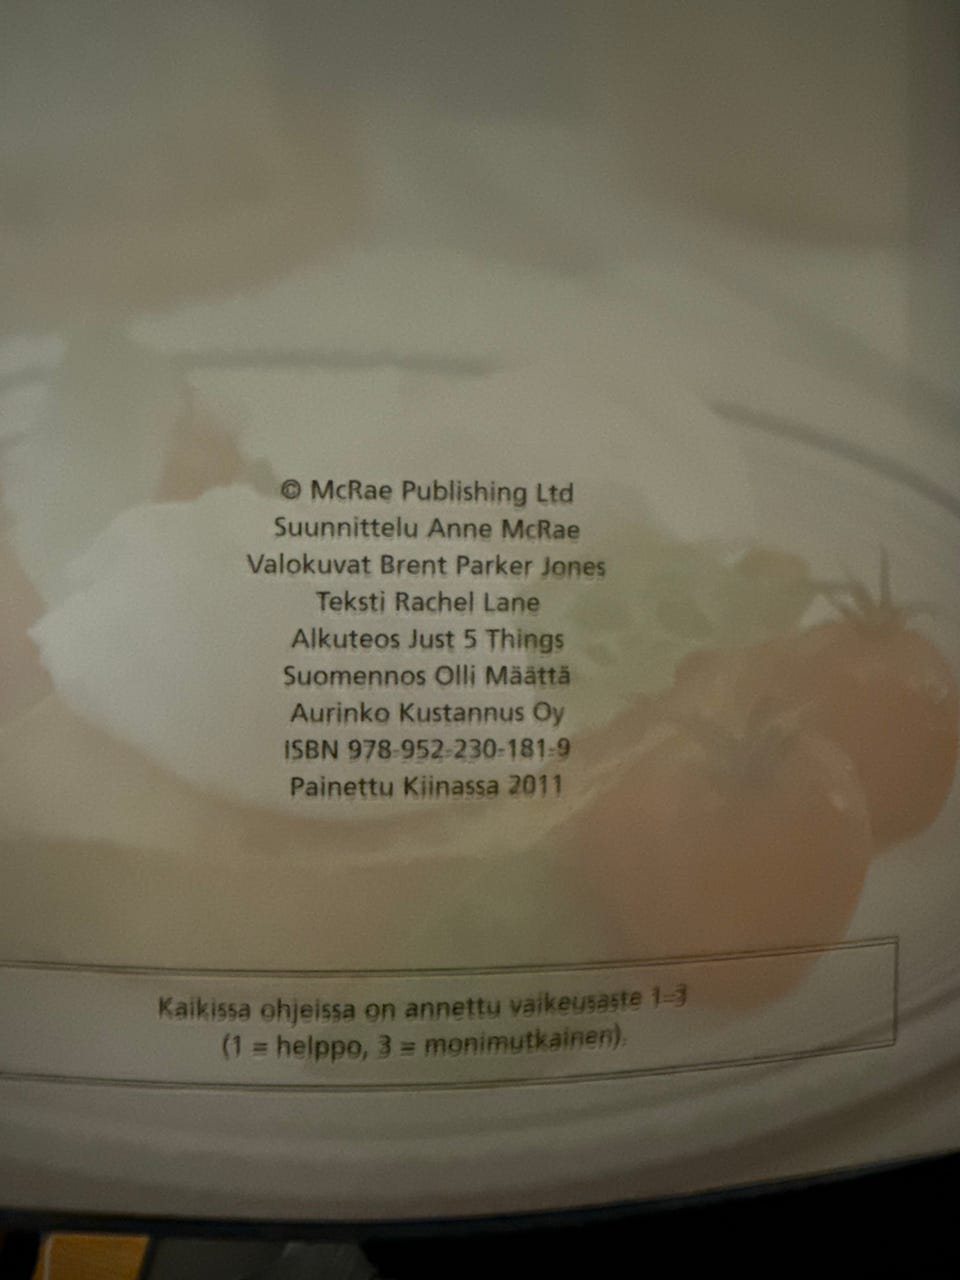 © McRae Publishing Ltd
Suunnittelu Anne McRae
Valokuvat Brent Parker Jones
Teksti Rachel Lane
Alkuteos Just 5 Things
Suomennos Olli Määttä
Aurinko Kustannus Oy
ISBN 978-952-230-181-9
Painettu Kiinassa 2011
Kaikissa ohjeissa on annettu vaikeusaste 1–3
(1 = helppo, 3 = monimutkainen).